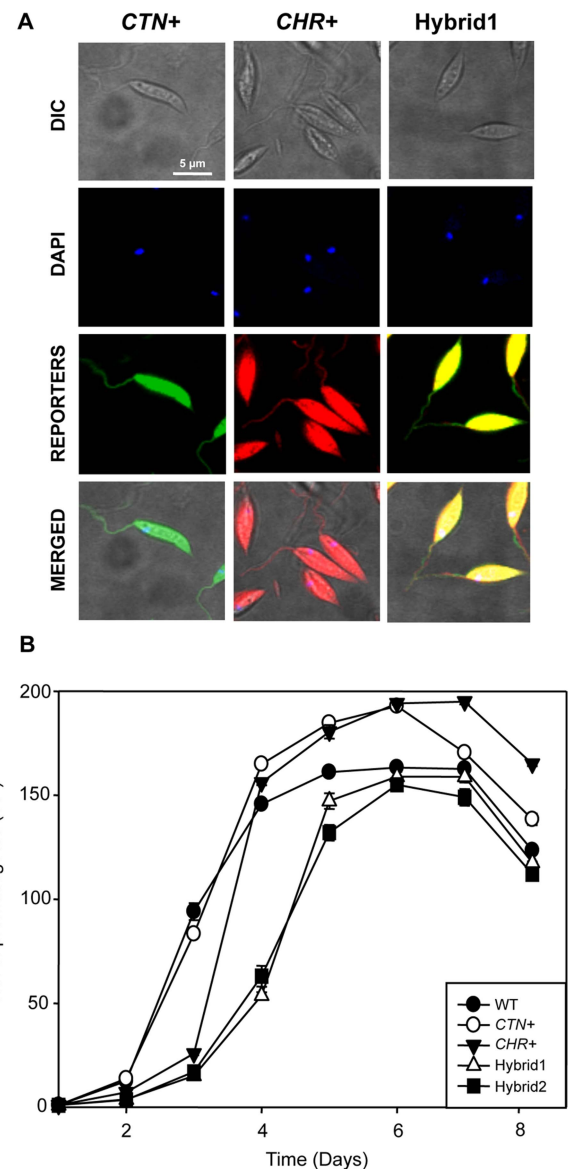 A
CTN+
CHR+
Hybrid1
DIC
5 µm
DAPI
REPORTERS
MERGED
B
200
150
100
50
0
2
4
6
8
Time (Days)
WT
CTN+
CHR+
Hybrid1
Hybrid2